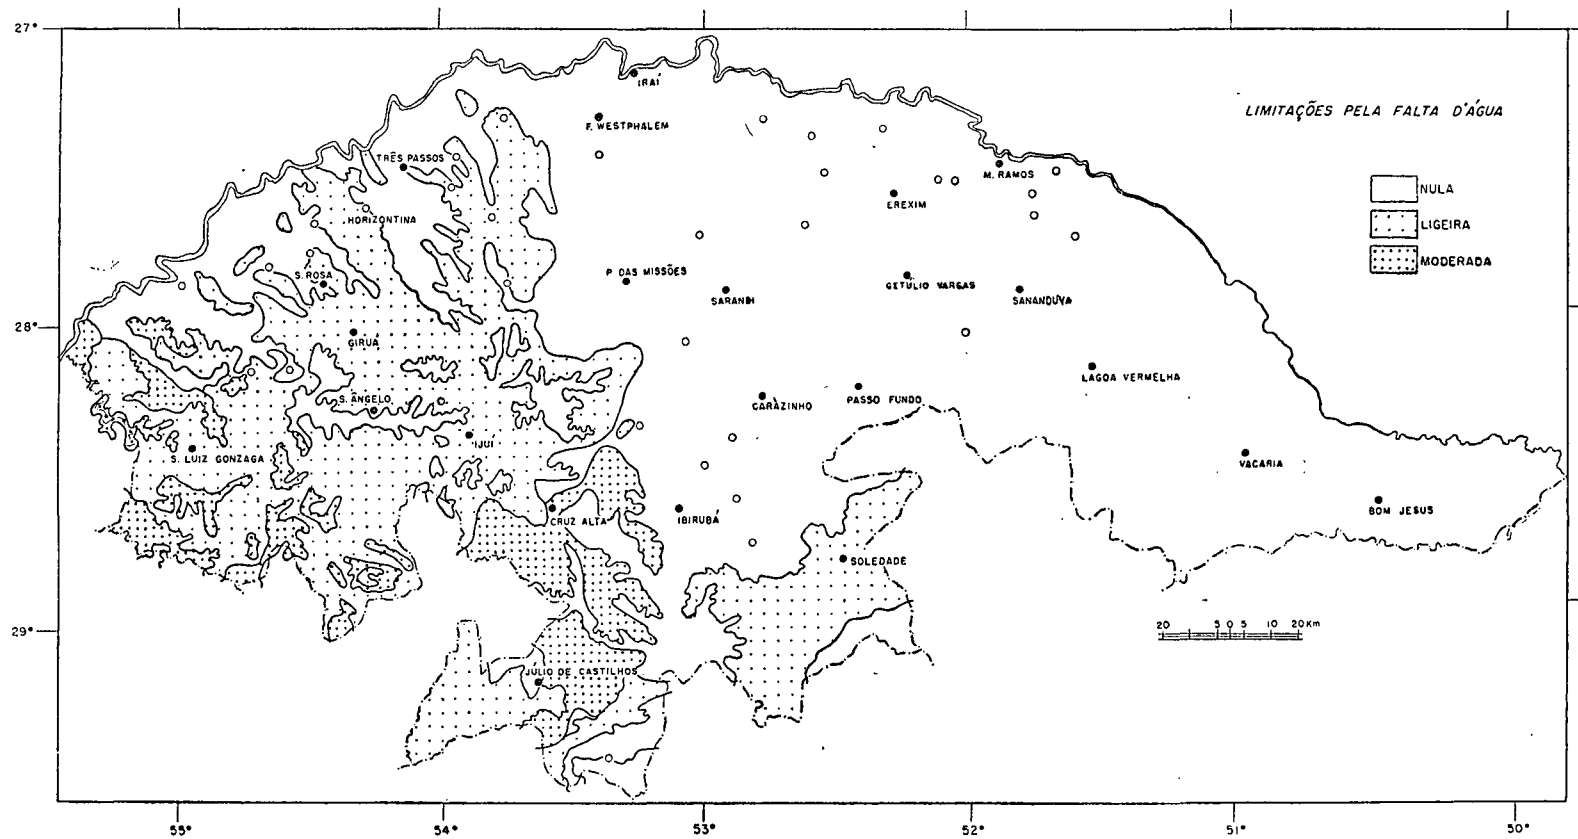 27°
IRAÍ
LIMITAÇÕES PELA FALTA D'ÁGUA
F. WESTPHALEM
TRÊS PASSOS
M. RAMOS
NULA
EREXIM
HORIZONTINA
LIGEIRA
MODERADA
S. ROSA
P. DAS MISSÕES
SARANDI
GETÚLIO VARGAS
SANANDUVA
28°
GIRUÁ
LAGOA VERMELHA
S. ÂNGELO
CARAZINHO
PASSO FUNDO
IJUÍ
S. LUIZ GONZAGA
VACARIA
BOM JESUS
CRUZ ALTA
IBIRUBÁ
SOLEDADE
29°
20 5 0 5 10 20 Km
JÚLIO DE CASTILHOS
55° 54° 53° 52° 51° 50°